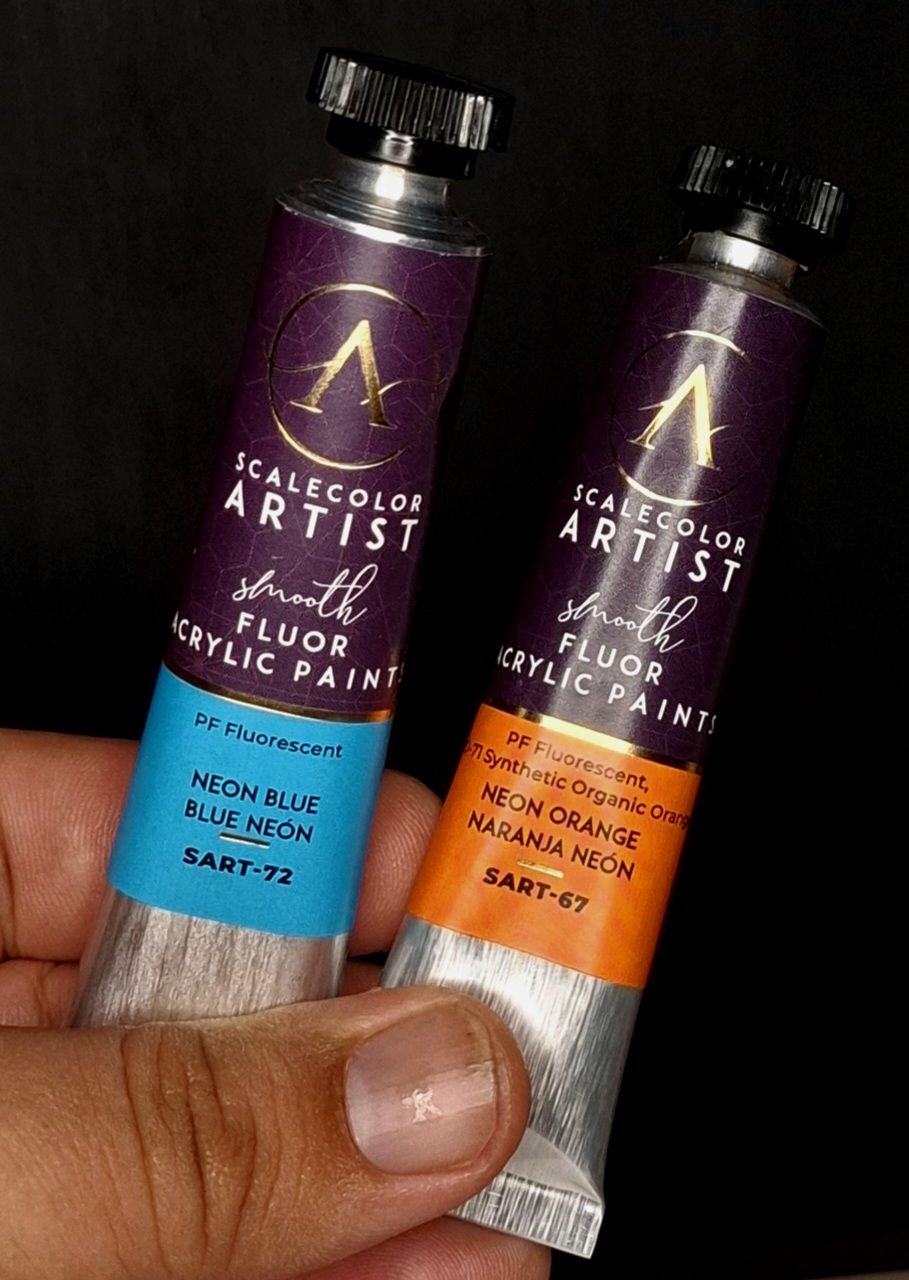 SCALECOLOR
ARTIST
smooth
FLUOR
ACRYLIC PAINTS
PF Fluorescent
NEON BLUE
BLUE NEÓN
SART-72
SCALECOLOR
ARTIST
smooth
FLUOR
ACRYLIC PAINTS
PF Fluorescent,
Synthetic Organic Orange
NEON ORANGE
NARANJA NEÓN
SART-67